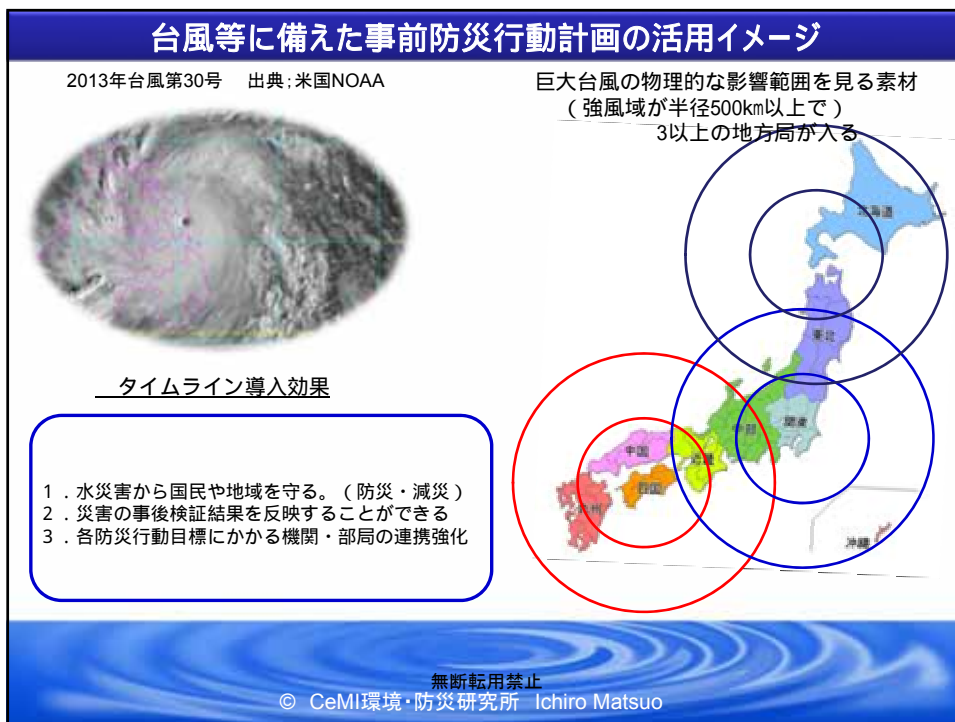 台風等に備えた事前防災行動計画の活用イメージ
2013年台風第30号　出典；米国NOAA
巨大台風の物理的な影響範囲を見る素材
（強風域が半径500km以上で）
3以上の地方局が入る
北海道
東北
タイムライン導入効果
関東
中部
中国
近畿
四国
九州
1．水災害から国民や地域を守る。（防災・減災）
2．災害の事後検証結果を反映することができる
3．各防災行動目標にかかる機関・部局の連携強化
沖縄
無断転用禁止
© CeMI環境・防災研究所　Ichiro Matsuo